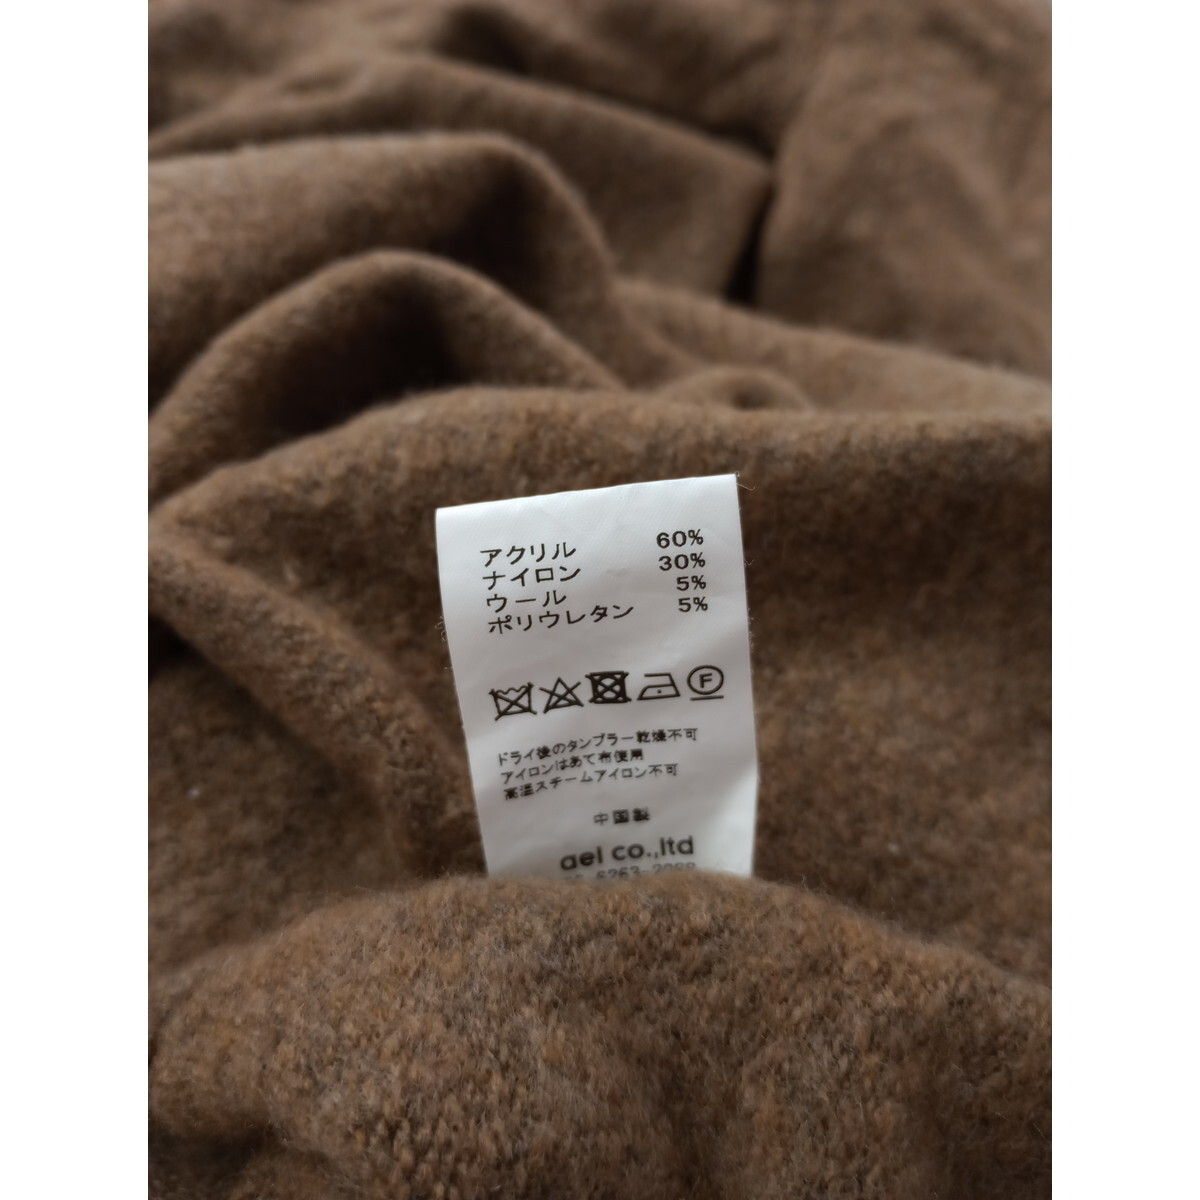 アクリル 60%
ナイロン 30%
ウール 5%
ポリウレタン 5%
F
ドライ後のタンブラー乾燥不可
アイロンはあて布使用
高温スチームアイロン不可
中国製
ael co.,ltd